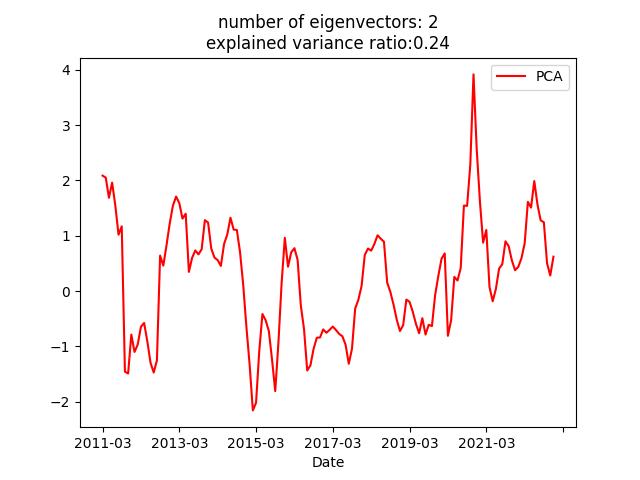 number of eigenvectors: 2
explained variance ratio:0.24
PCA
4
3
2
1
0
−1
−2
2011-03 2013-03 2015-03 2017-03 2019-03 2021-03
Date